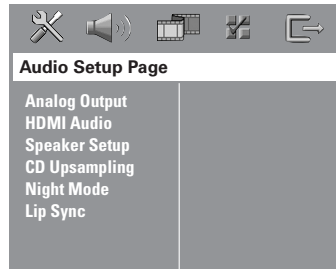 Audio Setup Page
Analog Output
HDMI Audio
Speaker Setup
CD Upsampling
Night Mode
Lip Sync